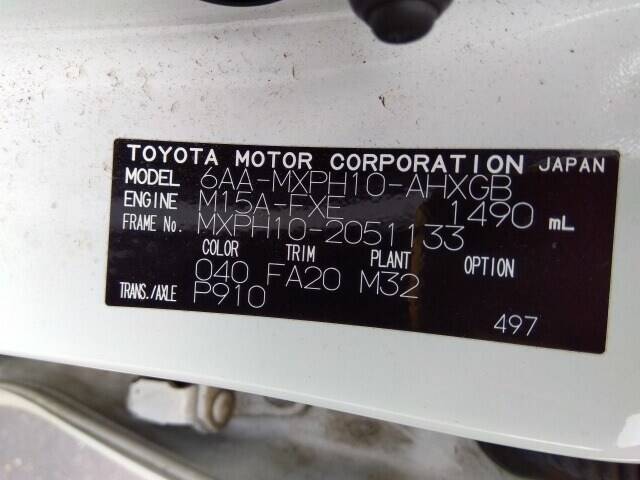 TOYOTA MOTOR CORPORATION JAPAN
MODEL 6AA-MXPH10-AHXGB
ENGINE M15A-FXE 1490 mL
FRAME No. MXPH10-2051133
COLOR TRIM PLANT OPTION
040 FA20 M32
TRANS./AXLE P910
497